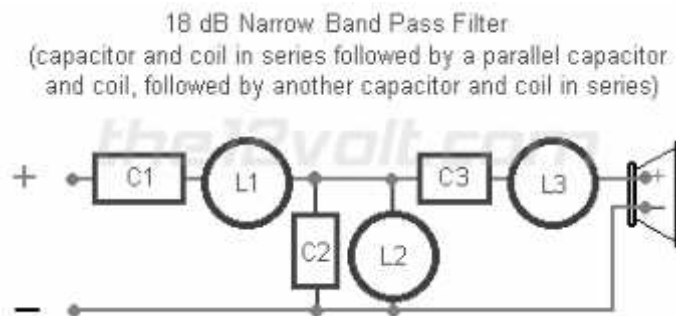 18 dB Narrow Band Pass Filter
(capacitor and coil in series followed by a parallel capacitor
and coil, followed by another capacitor and coil in series)
the12volt.com
+ C1 L1 C3 L3 +
−
C2 L2
−